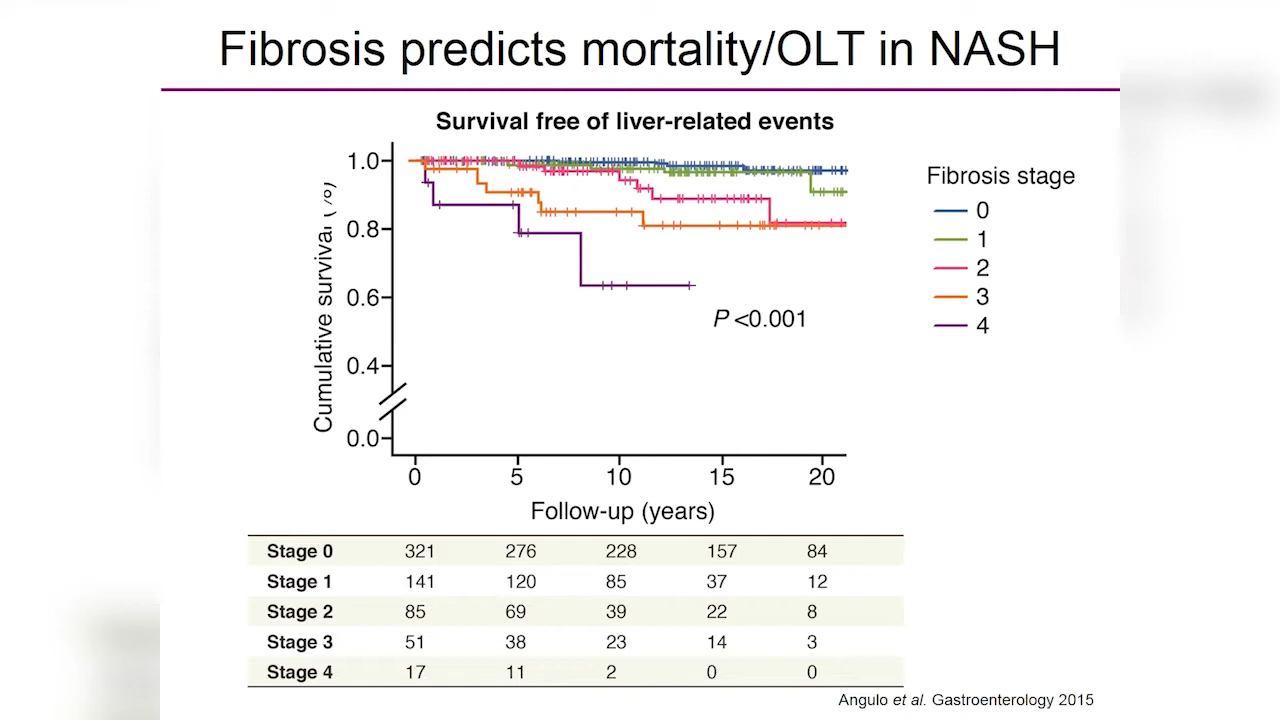 Fibrosis predicts mortality/OLT in NASH
Survival free of liver-related events
Cumulative survival (%)
1.0
0.8
0.6
0.4
0.0
P <0.001
0 5 10 15 20
Follow-up (years)
Fibrosis stage
0
1
2
3
4
Stage 0 321 276 228 157 84
Stage 1 141 120 85 37 12
Stage 2 85 69 39 22 8
Stage 3 51 38 23 14 3
Stage 4 17 11 2 0 0
Angulo et al. Gastroenterology 2015